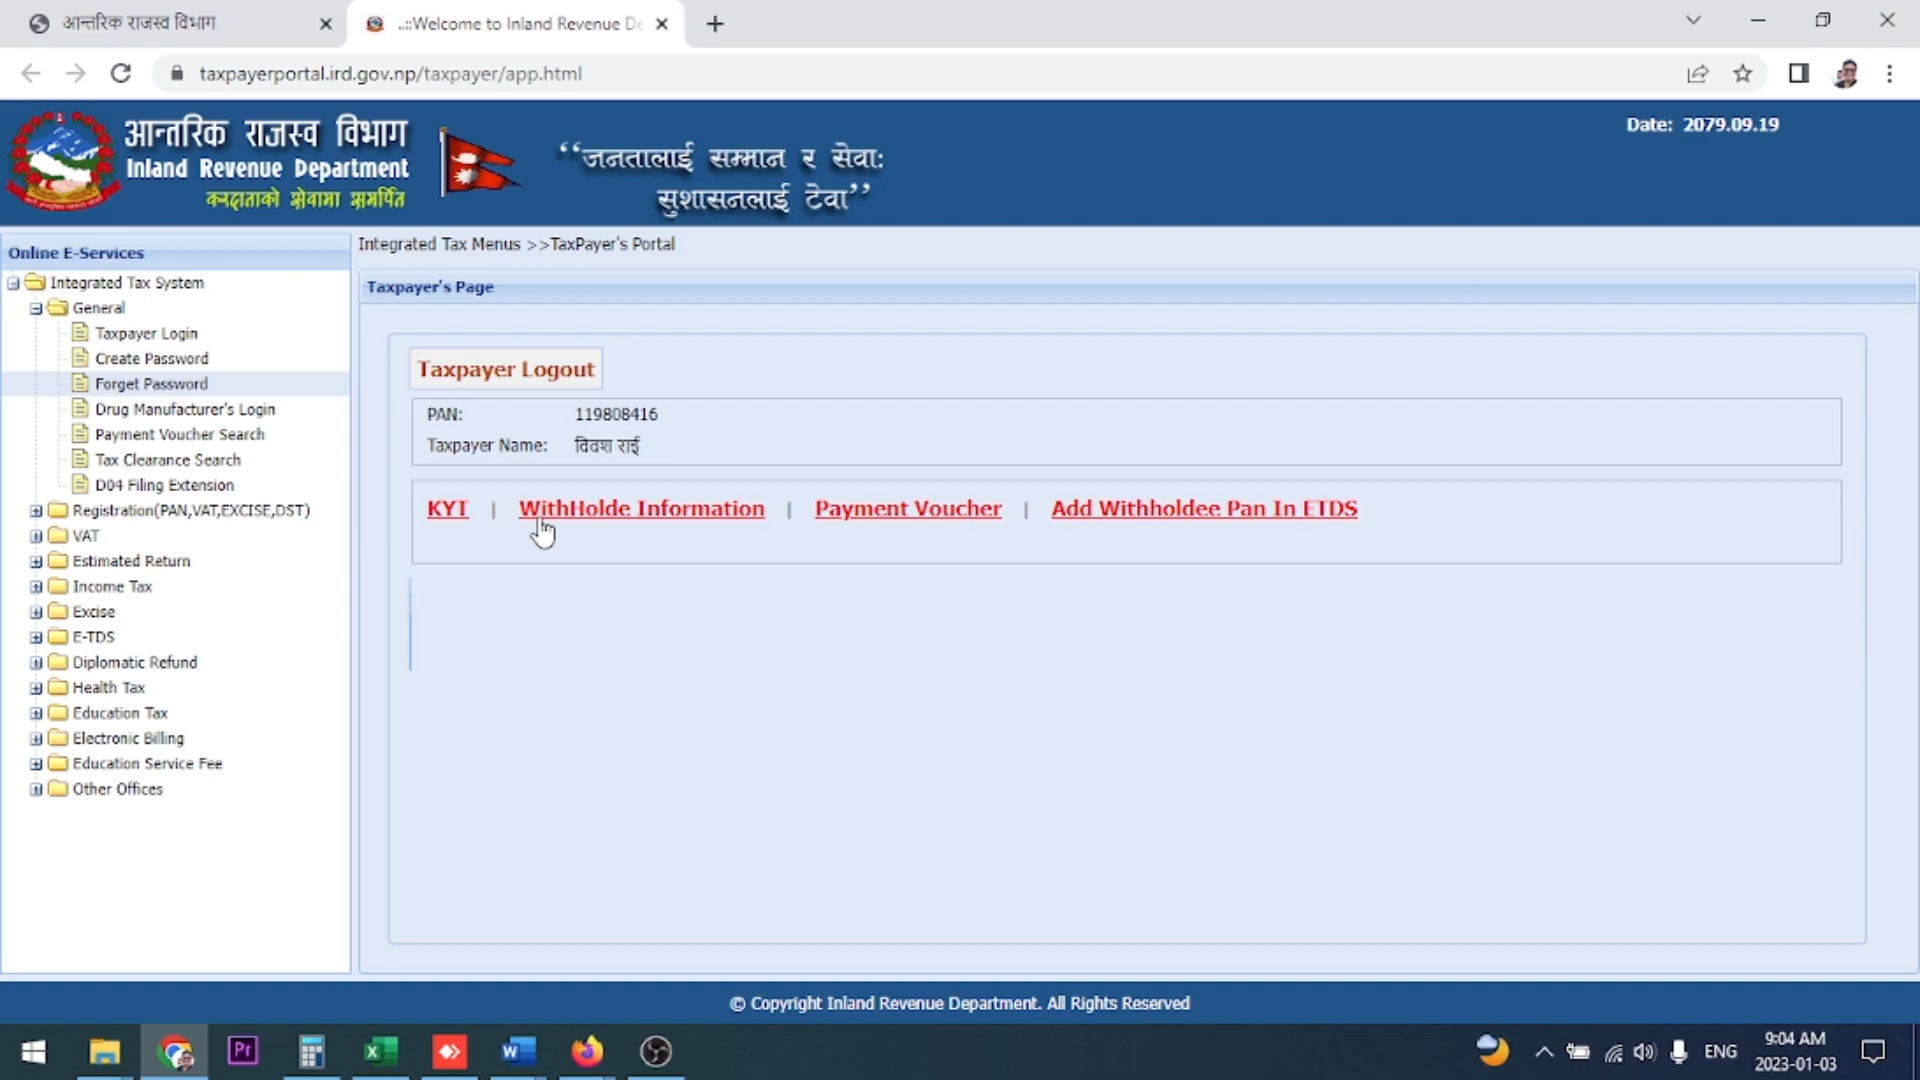 आन्तरिक राजस्व विभाग
..::Welcome to Inland Revenue De
taxpayerportal.ird.gov.np/taxpayer/app.html
आन्तरिक राजस्व विभाग
Inland Revenue Department
करदाताको सेवामा समर्पित
“जनतालाई सम्मान र सेवाः
सुशासनलाई टेवा”
Date: 2079.09.19
Online E-Services
Integrated Tax System
General
Taxpayer Login
Create Password
Forget Password
Drug Manufacturer's Login
Payment Voucher Search
Tax Clearance Search
D04 Filing Extension
Registration(PAN,VAT,EXCISE,DST)
VAT
Estimated Return
Income Tax
Excise
E-TDS
Diplomatic Refund
Health Tax
Education Tax
Electronic Billing
Education Service Fee
Other Offices
Integrated Tax Menus >>TaxPayer's Portal
Taxpayer's Page
Taxpayer Logout
PAN: 119808416
Taxpayer Name: विवश राई
KYT | WithHolde Information | Payment Voucher | Add Withholdee Pan In ETDS
© Copyright Inland Revenue Department. All Rights Reserved
Pr
X
W
ENG
9:04 AM
2023-01-03